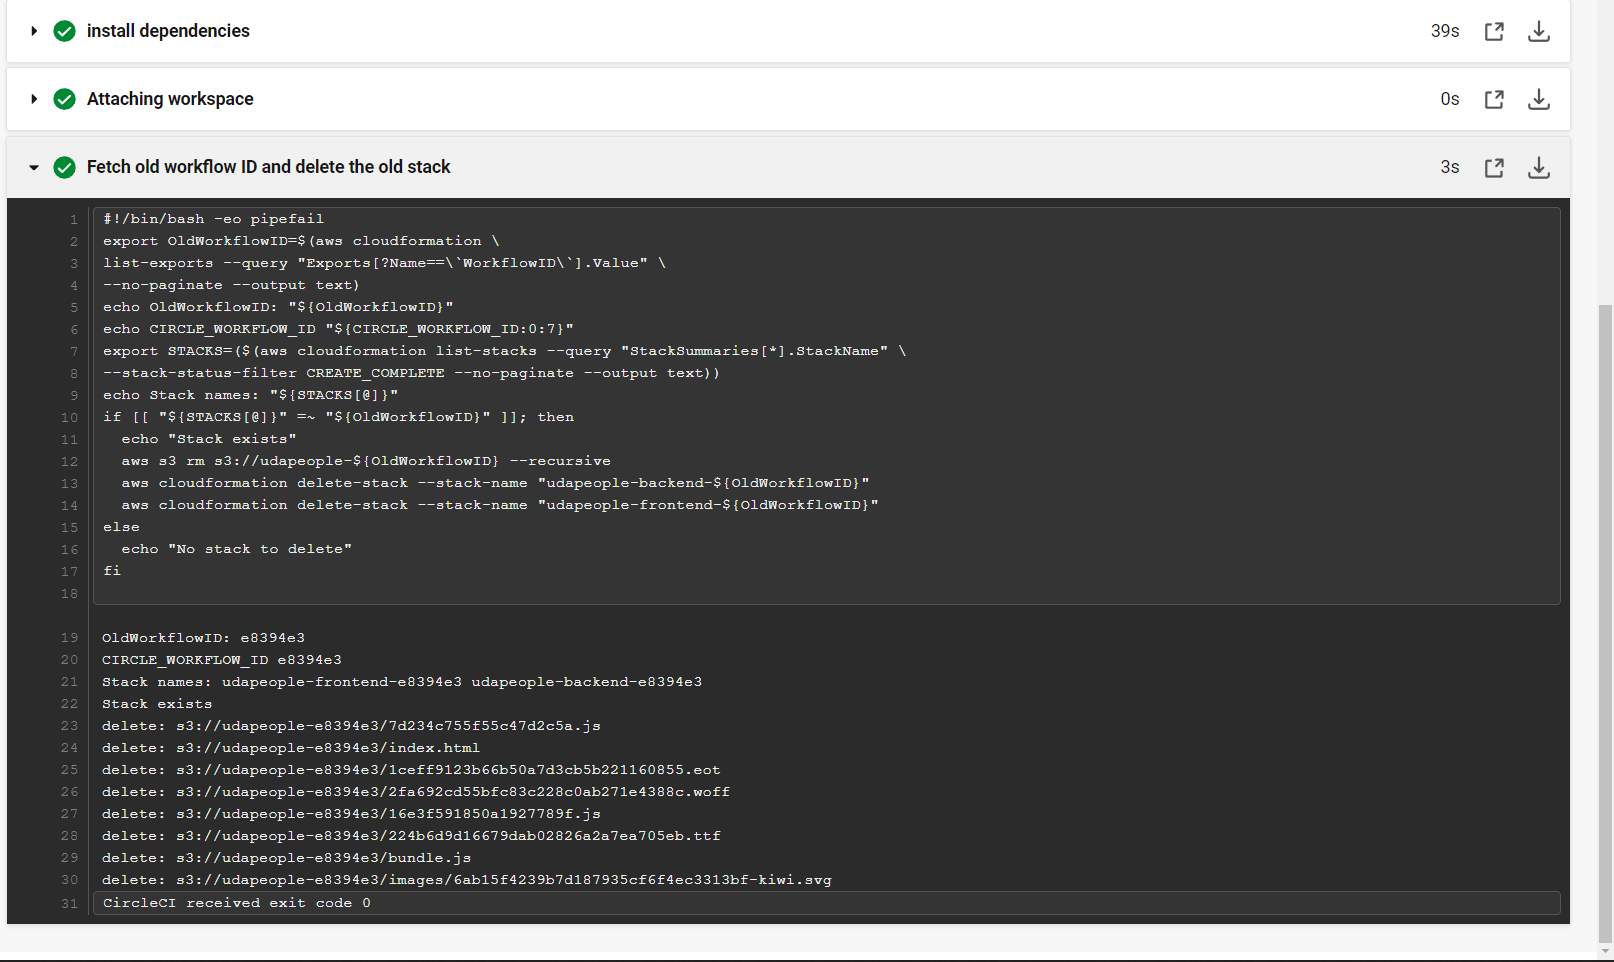 install dependencies 39s
Attaching workspace 0s
Fetch old workflow ID and delete the old stack 3s
1 #!/bin/bash -eo pipefail
2 export OldWorkflowID=$(aws cloudformation \
3 list-exports --query "Exports[?Name==\`WorkflowID\`].Value" \
4 --no-paginate --output text)
5 echo OldWorkflowID: "${OldWorkflowID}"
6 echo CIRCLE_WORKFLOW_ID "${CIRCLE_WORKFLOW_ID:0:7}"
7 export STACKS=($(aws cloudformation list-stacks --query "StackSummaries[*].StackName" \
8 --stack-status-filter CREATE_COMPLETE --no-paginate --output text))
9 echo Stack names: "${STACKS[@]}"
10 if [[ "${STACKS[@]}" =~ "${OldWorkflowID}" ]]; then
11   echo "Stack exists"
12   aws s3 rm s3://udapeople-${OldWorkflowID} --recursive
13   aws cloudformation delete-stack --stack-name "udapeople-backend-${OldWorkflowID}"
14   aws cloudformation delete-stack --stack-name "udapeople-frontend-${OldWorkflowID}"
15 else
16   echo "No stack to delete"
17 fi
18
19 OldWorkflowID: e8394e3
20 CIRCLE_WORKFLOW_ID e8394e3
21 Stack names: udapeople-frontend-e8394e3 udapeople-backend-e8394e3
22 Stack exists
23 delete: s3://udapeople-e8394e3/7d234c755f55c47d2c5a.js
24 delete: s3://udapeople-e8394e3/index.html
25 delete: s3://udapeople-e8394e3/1ceff9123b66b50a7d3cb5b221160855.eot
26 delete: s3://udapeople-e8394e3/2fa692cd55bfc83c228c0ab271e4388c.woff
27 delete: s3://udapeople-e8394e3/16e3f591850a1927789f.js
28 delete: s3://udapeople-e8394e3/224b6d9d16679dab02826a2a7ea705eb.ttf
29 delete: s3://udapeople-e8394e3/bundle.js
30 delete: s3://udapeople-e8394e3/images/6ab15f4239b7d187935cf6f4ec3313bf-kiwi.svg
31 CircleCI received exit code 0